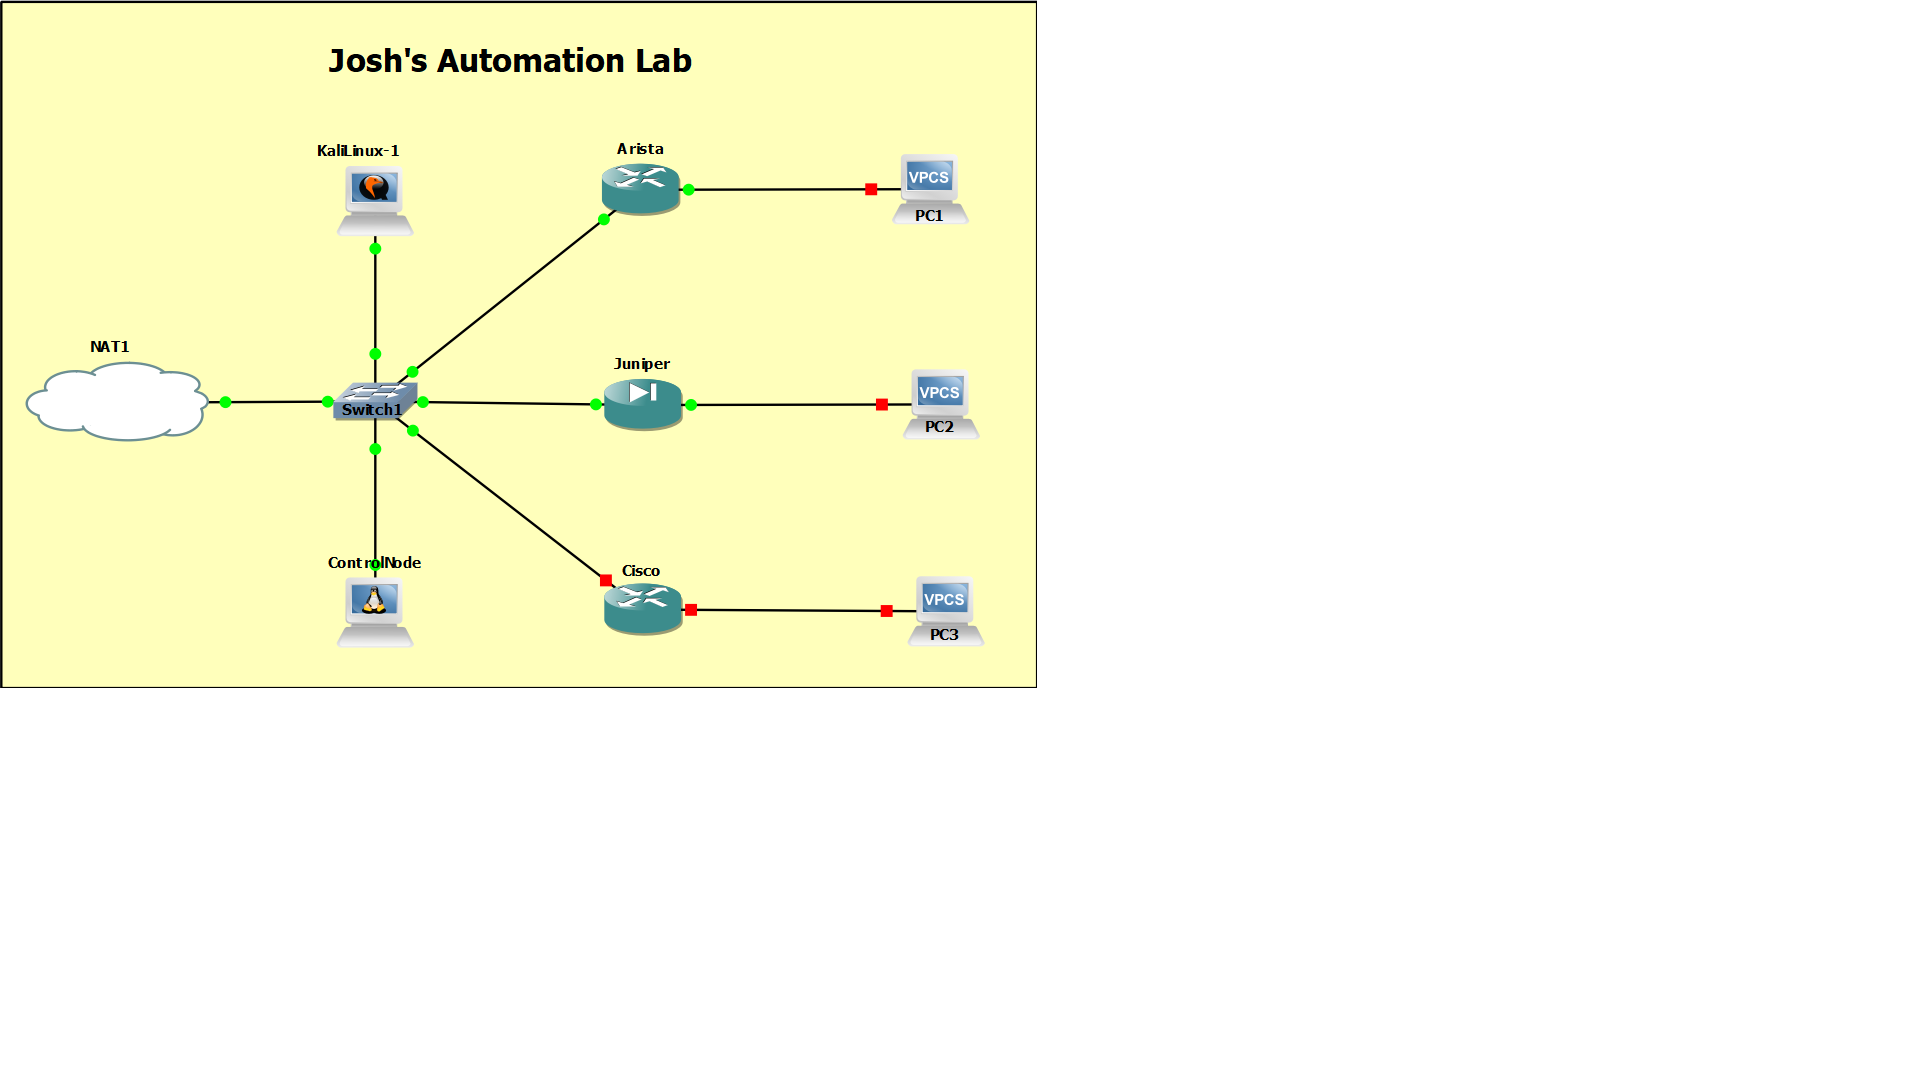 Josh's Automation Lab
KaliLinux-1
Arista
VPCS
PC1
NAT1
Juniper
Switch1
VPCS
PC2
ControlNode
Cisco
VPCS
PC3